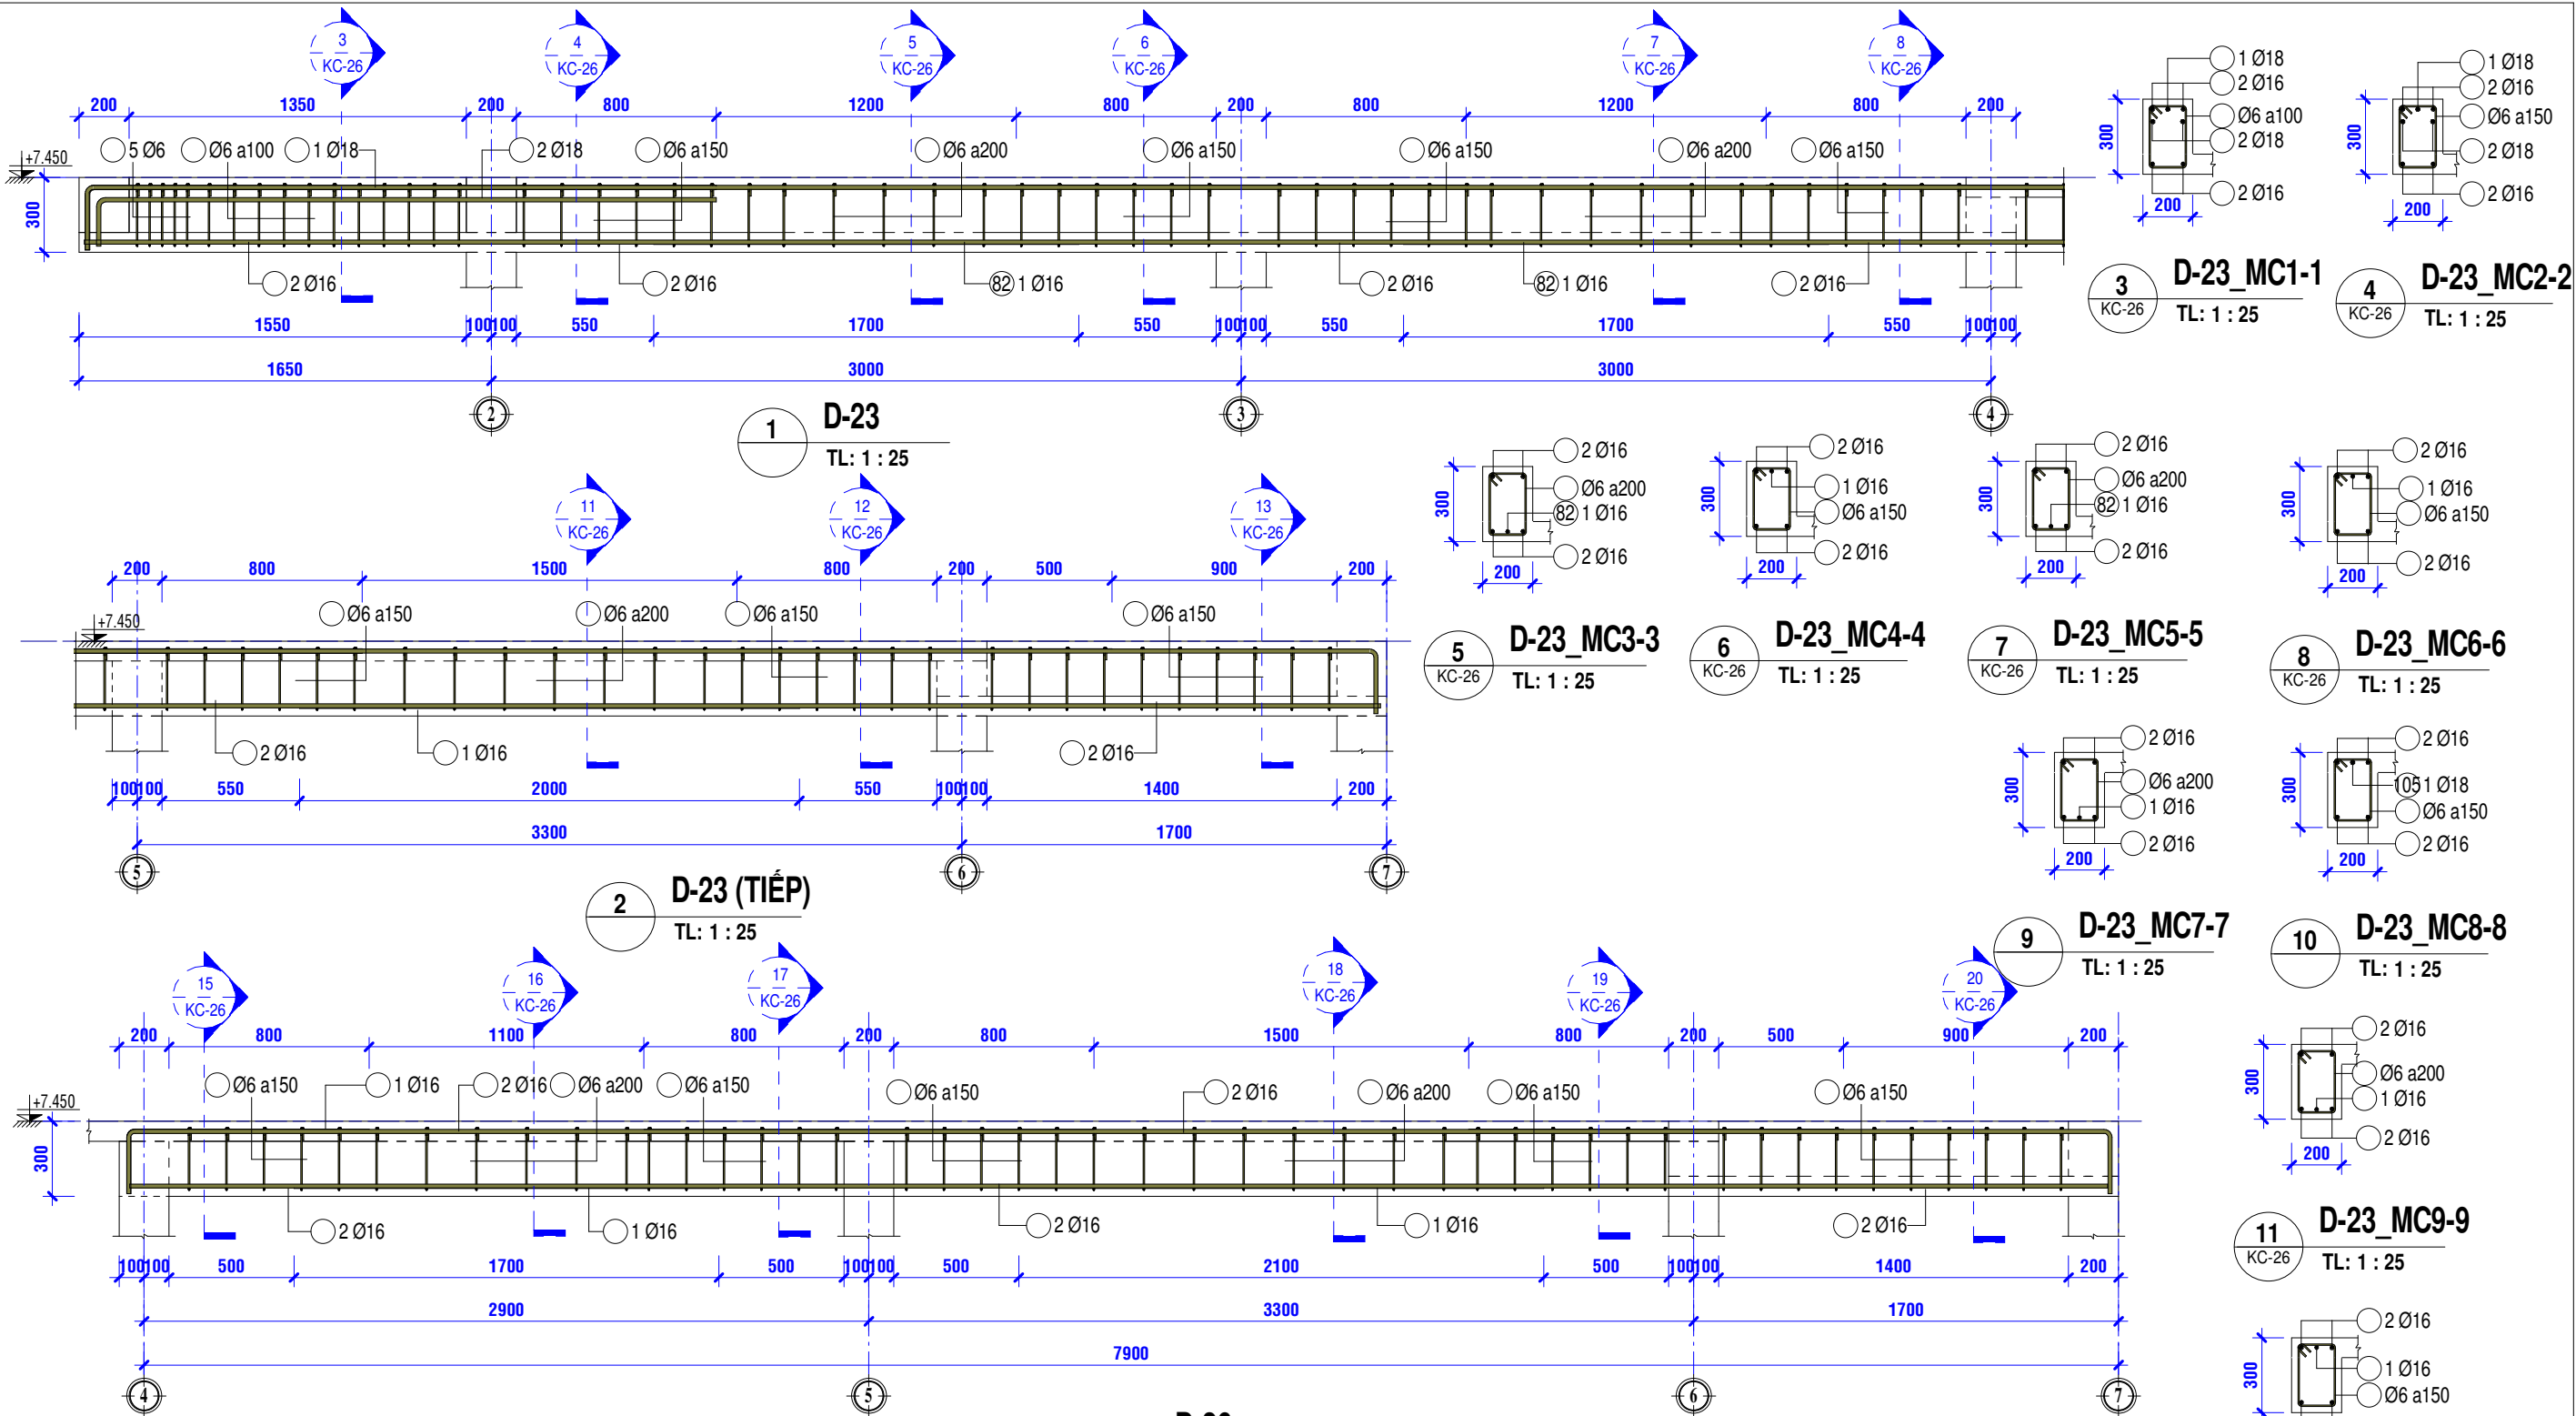 3 KC-26
4 KC-26
5 KC-26
6 KC-26
7 KC-26
8 KC-26
200 1350 200 800 1200 800 200 800 1200 800 200
5 Ø6 Ø6 a100 1 Ø18 2 Ø18 Ø6 a150 Ø6 a200 Ø6 a150 Ø6 a150 Ø6 a200 Ø6 a150
+7.450
300
2 Ø16 2 Ø16 82 1 Ø16 2 Ø16 82 1 Ø16 2 Ø16
1550 100 100 550 1700 550 100 100 550 1700 550 100 100
1650 3000 3000
2 3 4
1 D-23
TL: 1 : 25
1 Ø18
2 Ø16
Ø6 a100
2 Ø18
2 Ø16
300
200
3 KC-26 D-23_MC1-1
TL: 1 : 25
1 Ø18
2 Ø16
Ø6 a150
2 Ø18
2 Ø16
300
200
4 KC-26 D-23_MC2-2
TL: 1 : 25
11 KC-26
12 KC-26
13 KC-26
200 800 1500 800 200 500 900 200
Ø6 a150 Ø6 a200 Ø6 a150 Ø6 a150
+7.450
2 Ø16 1 Ø16 2 Ø16
100 100 550 2000 550 100 100 1400 200
3300 1700
5 6 7
2 D-23 (TIẾP)
TL: 1 : 25
2 Ø16
Ø6 a200
82 1 Ø16
2 Ø16
300
200
5 KC-26 D-23_MC3-3
TL: 1 : 25
2 Ø16
1 Ø16
Ø6 a150
2 Ø16
300
200
6 KC-26 D-23_MC4-4
TL: 1 : 25
2 Ø16
Ø6 a200
82 1 Ø16
2 Ø16
300
200
7 KC-26 D-23_MC5-5
TL: 1 : 25
2 Ø16
1 Ø16
Ø6 a150
2 Ø16
300
200
8 KC-26 D-23_MC6-6
TL: 1 : 25
2 Ø16
Ø6 a200
1 Ø16
2 Ø16
300
200
9 D-23_MC7-7
TL: 1 : 25
2 Ø16
105 1 Ø18
Ø6 a150
2 Ø16
300
200
10 D-23_MC8-8
TL: 1 : 25
15 KC-26
16 KC-26
17 KC-26
18 KC-26
19 KC-26
20 KC-26
200 800 1100 800 200 800 1500 800 200 500 900 200
Ø6 a150 1 Ø16 2 Ø16 Ø6 a200 Ø6 a150 Ø6 a150 2 Ø16 Ø6 a200 Ø6 a150 Ø6 a150
+7.450
300
2 Ø16 1 Ø16 2 Ø16 1 Ø16 2 Ø16
100 100 500 1700 500 100 100 500 2100 500 100 100 1400 200
2900 3300 1700
7900
4 5 6 7
2 Ø16
Ø6 a200
1 Ø16
2 Ø16
300
200
11 KC-26 D-23_MC9-9
TL: 1 : 25
2 Ø16
1 Ø16
Ø6 a150
300